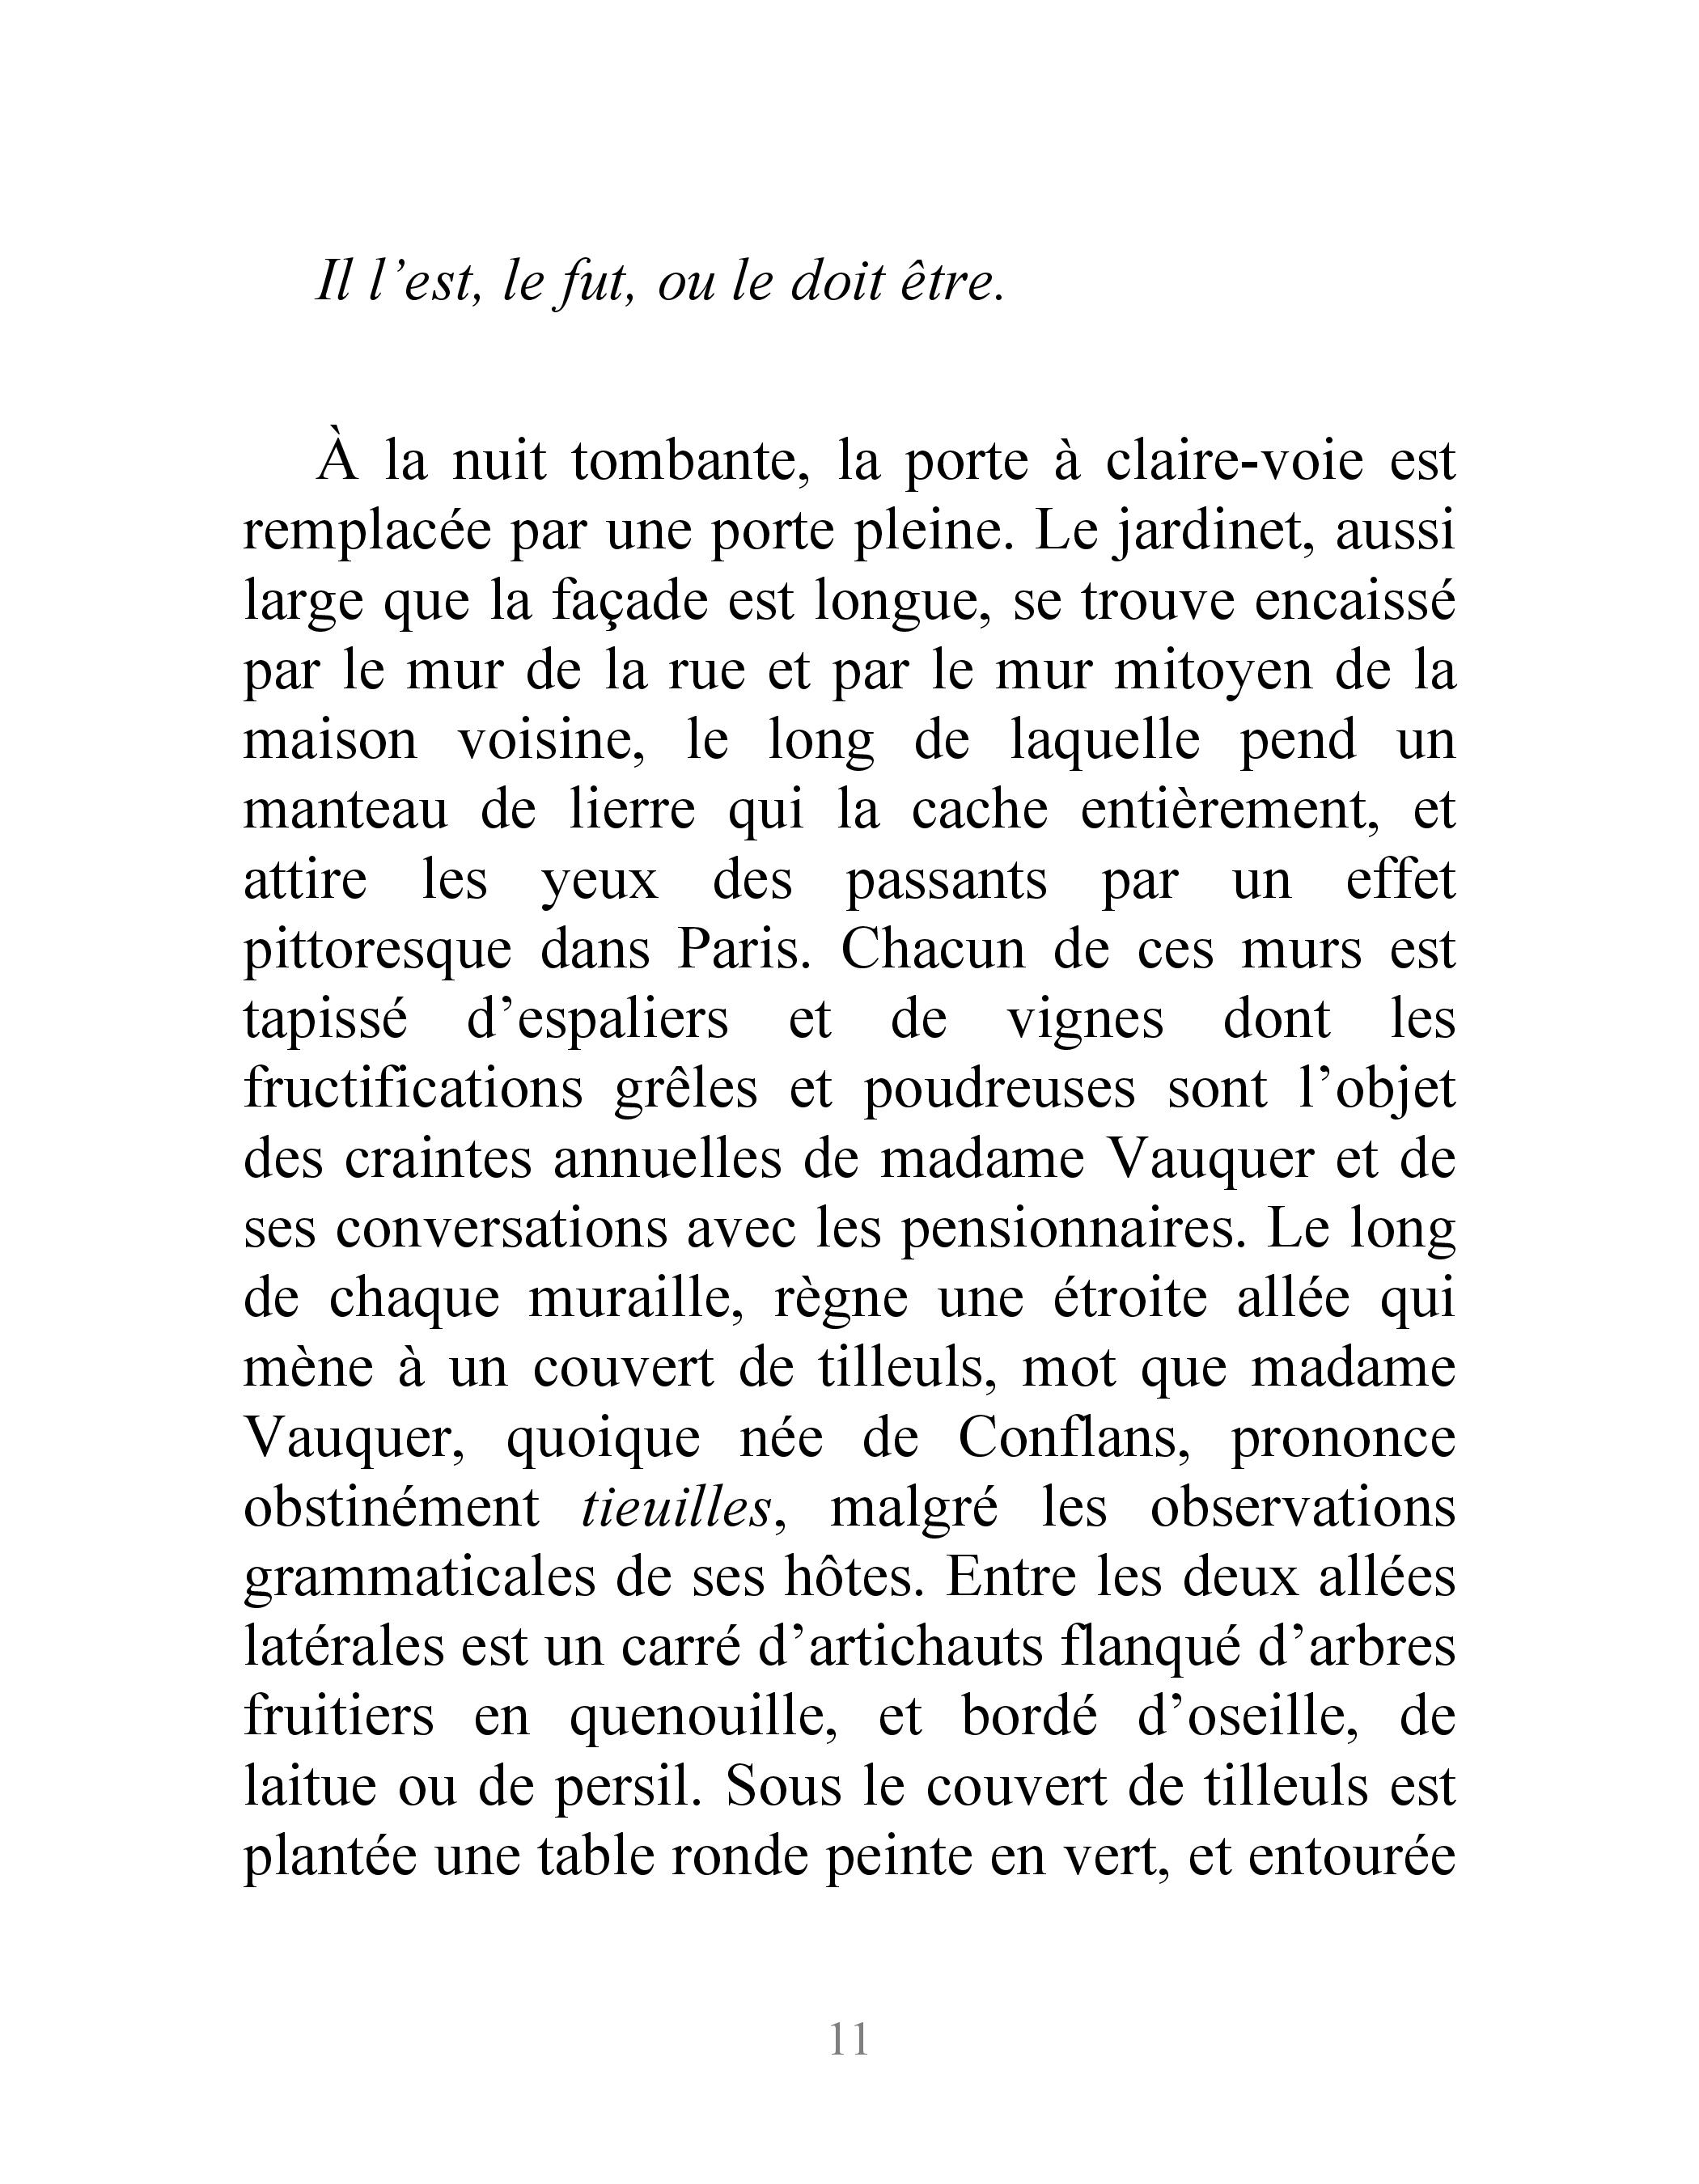 Il l’est, le fut, ou le doit être.
À la nuit tombante, la porte à claire-voie est
remplacée par une porte pleine. Le jardinet, aussi
large que la façade est longue, se trouve encaissé
par le mur de la rue et par le mur mitoyen de la
maison voisine, le long de laquelle pend un
manteau de lierre qui la cache entièrement, et
attire les yeux des passants par un effet
pittoresque dans Paris. Chacun de ces murs est
tapissé d’espaliers et de vignes dont les
fructifications grêles et poudreuses sont l’objet
des craintes annuelles de madame Vauquer et de
ses conversations avec les pensionnaires. Le long
de chaque muraille, règne une étroite allée qui
mène à un couvert de tilleuls, mot que madame
Vauquer, quoique née de Conflans, prononce
obstinément tieuilles, malgré les observations
grammaticales de ses hôtes. Entre les deux allées
latérales est un carré d’artichauts flanqué d’arbres
fruitiers en quenouille, et bordé d’oseille, de
laitue ou de persil. Sous le couvert de tilleuls est
plantée une table ronde peinte en vert, et entourée
11